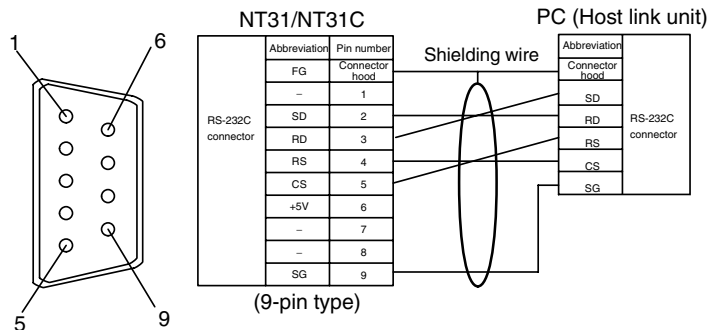 NT31/NT31C
PC (Host link unit)
1
6
5
9
RS-232C
connector
Abbreviation Pin number
FG Connector
hood
– 1
SD 2
RD 3
RS 4
CS 5
+5V 6
– 7
– 8
SG 9
(9-pin type)
Shielding wire
Abbreviation
Connector
hood
SD
RD
RS
CS
SG
RS-232C
connector